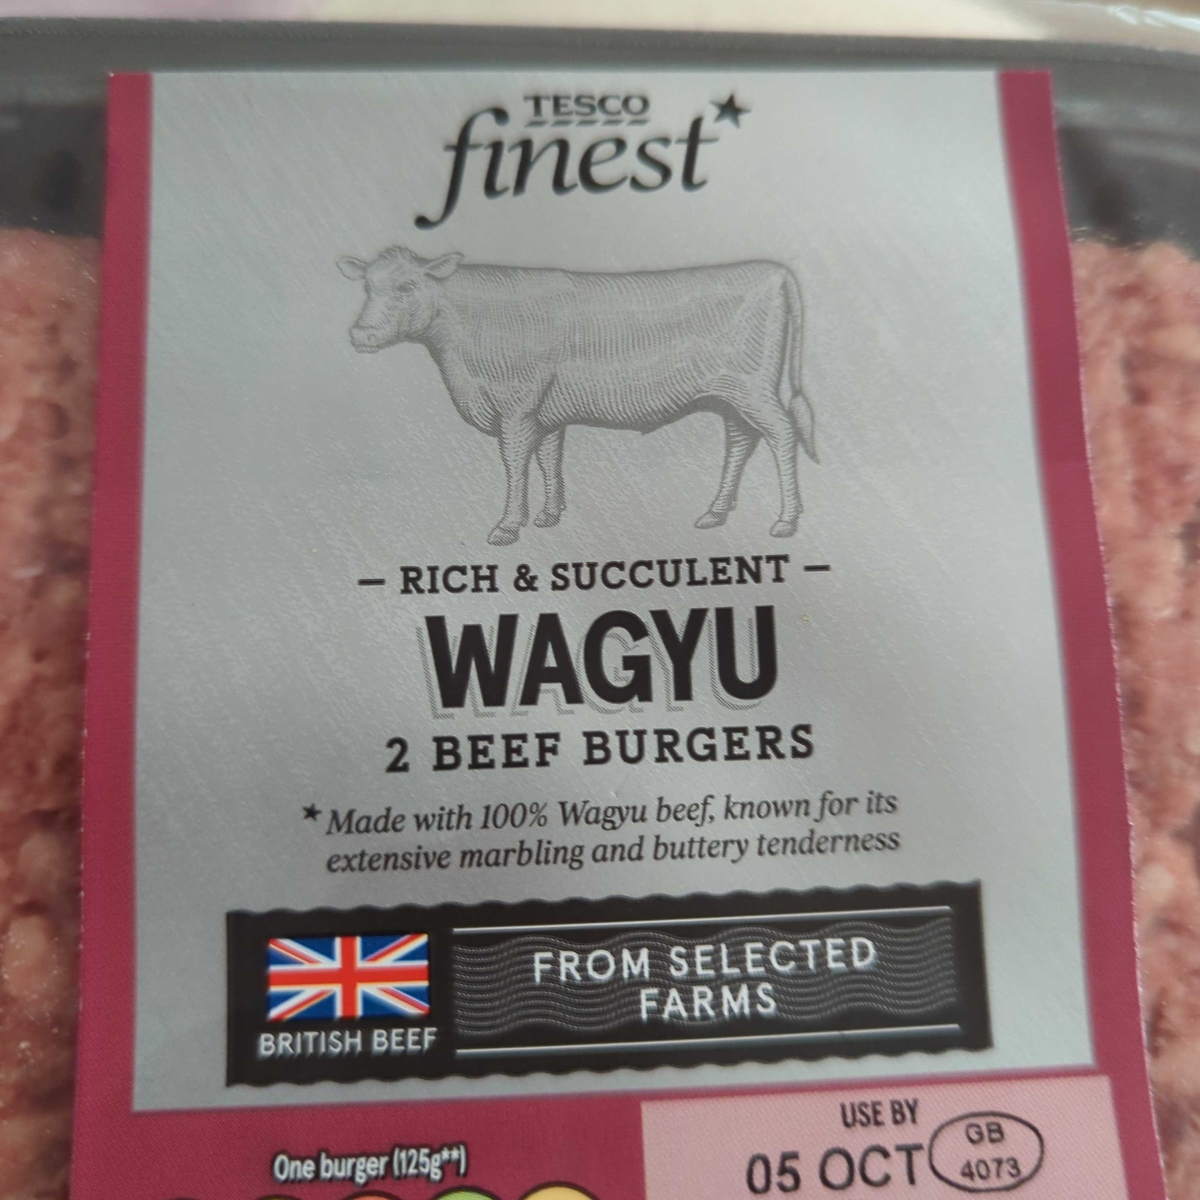 TESCO
finest*
– RICH & SUCCULENT –
WAGYU
2 BEEF BURGERS
*Made with 100% Wagyu beef, known for its
extensive marbling and buttery tenderness
BRITISH BEEF
FROM SELECTED
FARMS
One burger (125g**)
USE BY
05 OCT
GB
4073